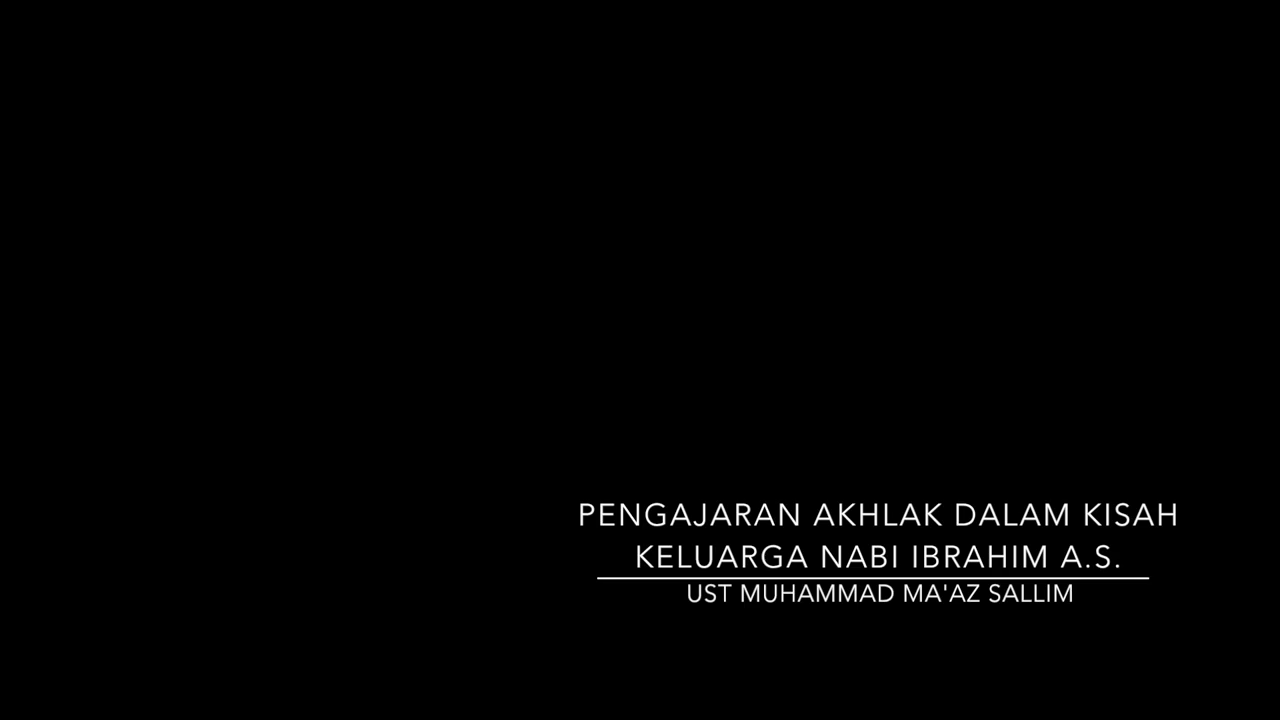 PENGAJARAN AKHLAK DALAM KISAH
KELUARGA NABI IBRAHIM A.S.
UST MUHAMMAD MA'AZ SALLIM